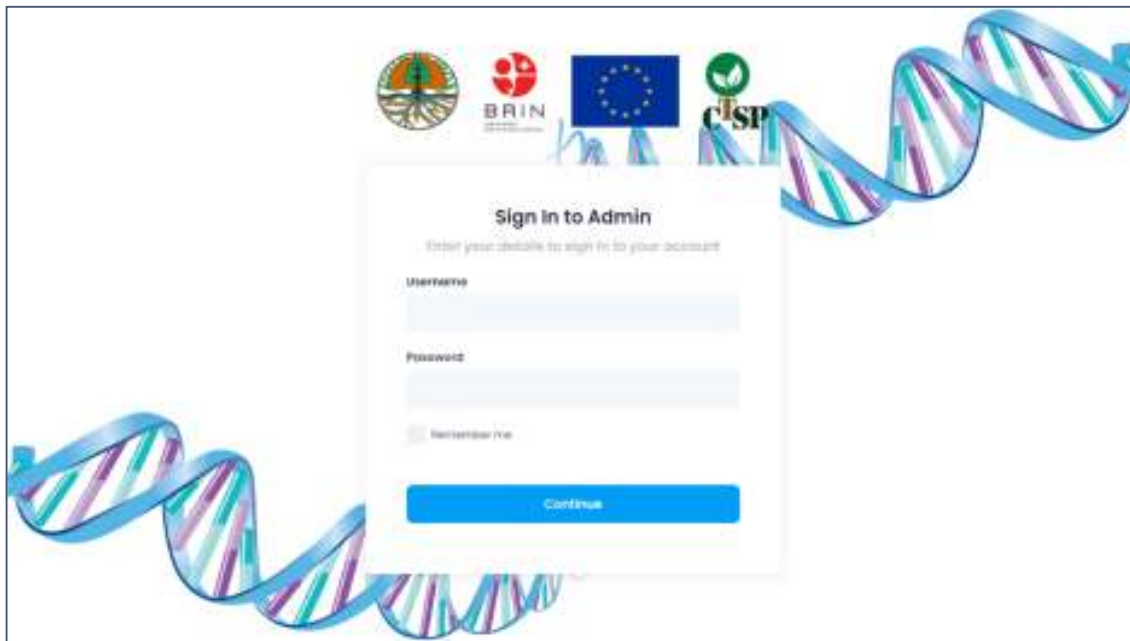 BRIN
CTSP
Sign In to Admin
Enter your details to sign in to your account
Username
Password
Remember me
Continue